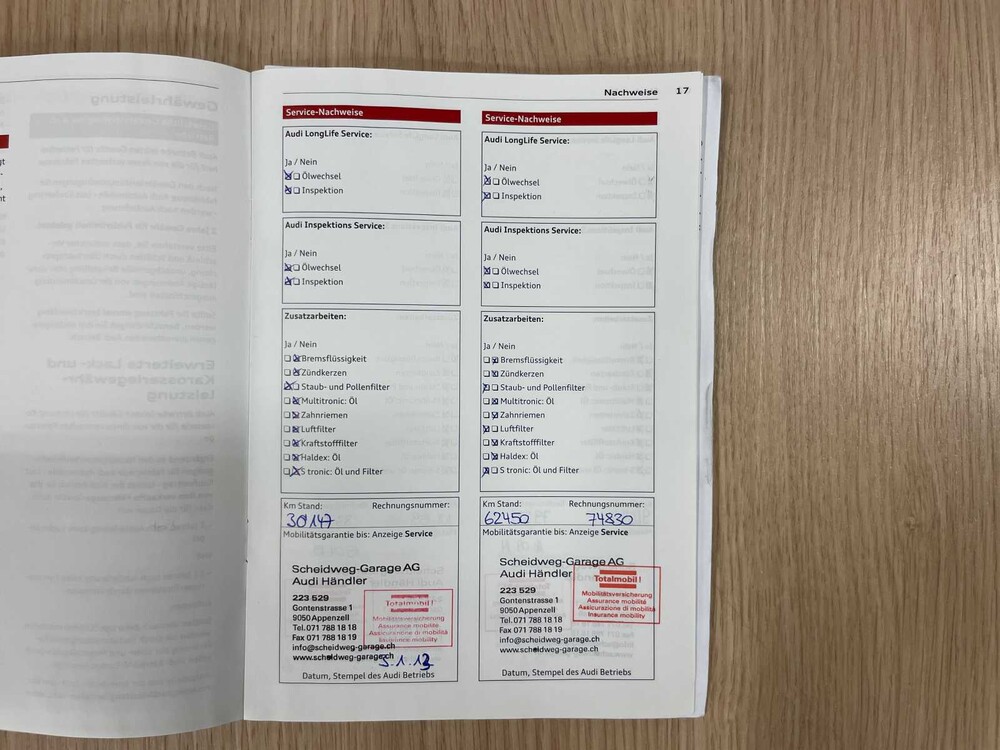 Nachweise 17
Service-Nachweise
Audi LongLife Service:
Ja / Nein
Ölwechsel
Inspektion
Audi Inspektions Service:
Ja / Nein
Ölwechsel
Inspektion
Zusatzarbeiten:
Ja / Nein
Bremsflüssigkeit
Zündkerzen
Staub- und Pollenfilter
Multitronic: Öl
Zahnriemen
Luftfilter
Kraftstofffilter
Haldex: Öl
S tronic: Öl und Filter
Km Stand: Rechnungsnummer:
30147
Mobilitätsgarantie bis: Anzeige Service
Scheidweg-Garage AG
Audi Händler
223 529
Gontenstrasse 1
9050 Appenzell
Tel. 071 788 18 18
Fax 071 788 18 19
info@scheidweg-garage.ch
www.scheidweg-garage.ch
Totalmobil!
Mobilitätsversicherung
Assurance mobilité
Assicurazione di mobilità
Insurance mobility
5.1.13
Datum, Stempel des Audi Betriebs
Service-Nachweise
Audi LongLife Service:
Ja / Nein
Ölwechsel
Inspektion
Audi Inspektions Service:
Ja / Nein
Ölwechsel
Inspektion
Zusatzarbeiten:
Ja / Nein
Bremsflüssigkeit
Zündkerzen
Staub- und Pollenfilter
Multitronic: Öl
Zahnriemen
Luftfilter
Kraftstofffilter
Haldex: Öl
S tronic: Öl und Filter
Km Stand: Rechnungsnummer:
62450 74830
Mobilitätsgarantie bis: Anzeige Service
Scheidweg-Garage AG
Audi Händler
223 529
Gontenstrasse 1
9050 Appenzell
Tel. 071 788 18 18
Fax 071 788 18 19
info@scheidweg-garage.ch
www.scheidweg-garage.ch
Totalmobil!
Mobilitätsversicherung
Assurance mobilité
Assicurazione di mobilità
Insurance mobility
Datum, Stempel des Audi Betriebs